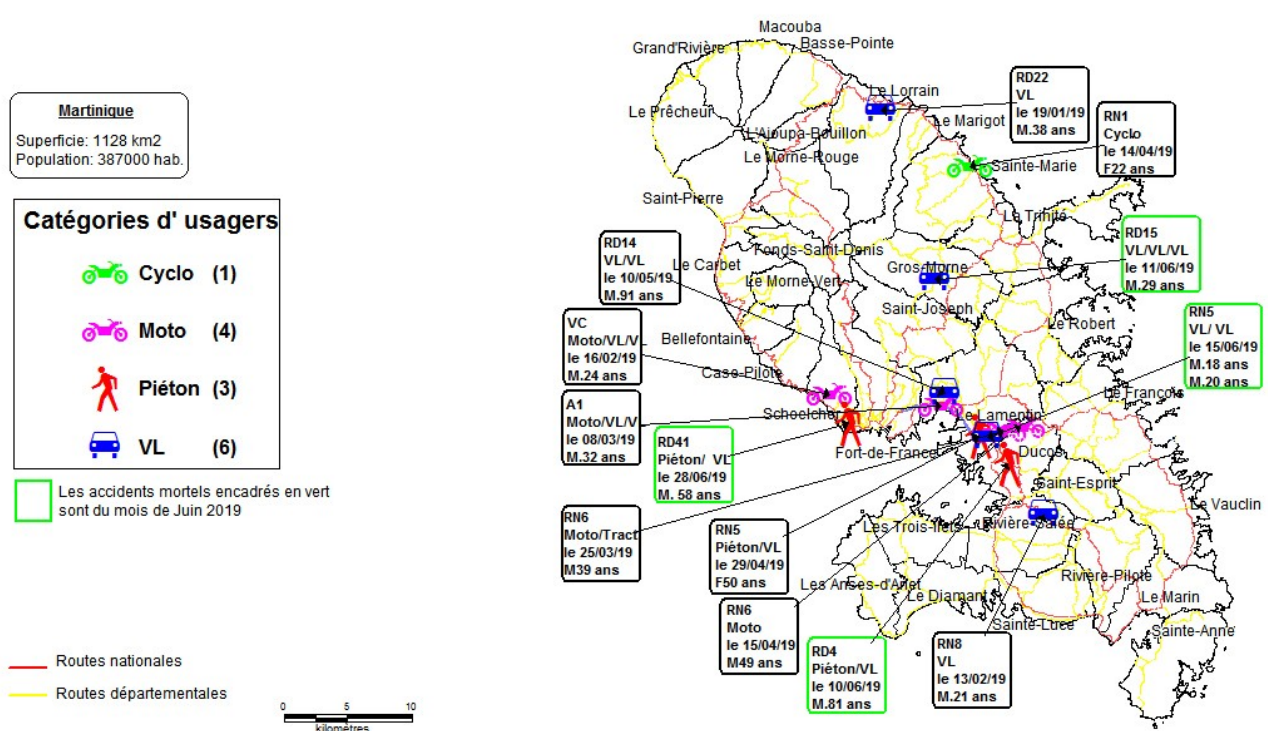 Martinique
Superficie: 1128 km2
Population: 387000 hab.
Catégories d' usagers
Cyclo (1)
Moto (4)
Piéton (3)
VL (6)
Les accidents mortels encadrés en vert
sont du mois de Juin 2019
Routes nationales
Routes départementales
0 5 10
kilomètres
Macouba
Grand'Rivière
Basse-Pointe
Le Lorrain
Le Prêcheur
Le Marigot
L'Ajoupa-Bouillon
Le Morne-Rouge
Sainte-Marie
Saint-Pierre
La Trinité
Fonds-Saint-Denis
Le Carbet
Gros-Morne
Le Morne-Vert
Saint-Joseph
Le Robert
Bellefontaine
Case-Pilote
Le François
Schoelcher
Le Lamentin
Fort-de-France
Ducos
Saint-Esprit
Le Vauclin
Les Trois-Ilets
Rivière-Salée
Rivière-Pilote
Les Anses-d'Arlet
Le Diamant
Le Marin
Sainte-Luce
Sainte-Anne
RD22
VL
le 19/01/19
M.38 ans
RN1
Cyclo
le 14/04/19
F22 ans
RD15
VL/VL/VL
le 11/06/19
M.29 ans
RD14
VL/VL
le 10/05/19
M.91 ans
RN5
VL/ VL
le 15/06/19
M.18 ans
M.20 ans
VC
Moto/VL/VL
le 16/02/19
M.24 ans
A1
Moto/VL/V
le 08/03/19
M.32 ans
RD41
Piéton/ VL
le 28/06/19
M. 58 ans
RN6
Moto/Tract
le 25/03/19
M39 ans
RN5
Piéton/VL
le 29/04/19
F50 ans
RN6
Moto
le 15/04/19
M49 ans
RD4
Piéton/VL
le 10/06/19
M.81 ans
RN8
VL
le 13/02/19
M.21 ans